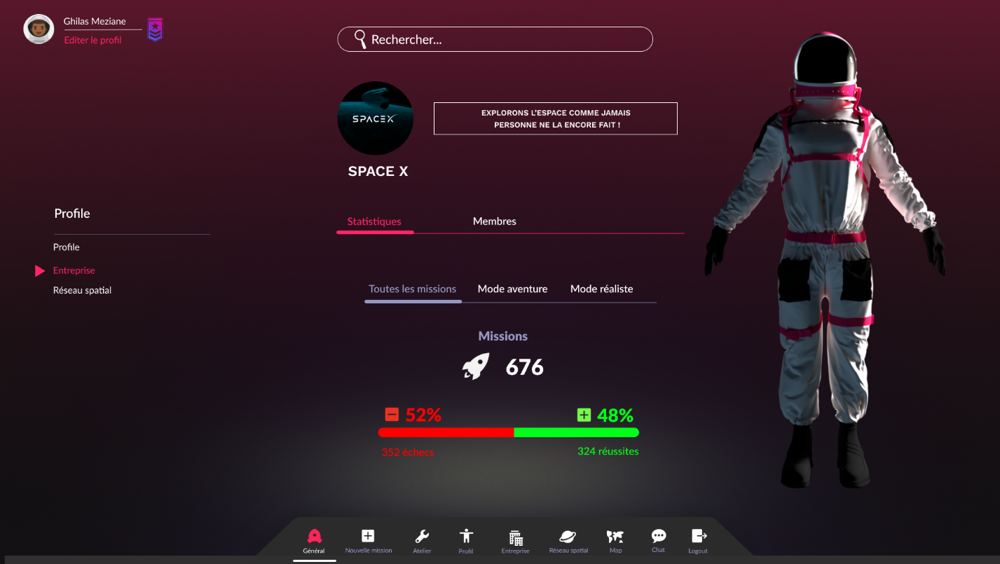 Ghilas Meziane
Editer le profil
Rechercher...
SPACEX
EXPLORONS L'ESPACE COMME JAMAIS
PERSONNE NE LA ENCORE FAIT !
SPACE X
Profile
Profile
Entreprise
Réseau spatial
Statistiques
Membres
Toutes les missions
Mode aventure
Mode réaliste
Missions
676
52%
48%
352 échecs
324 réussites
Général
Nouvelle mission
Atelier
Profil
Entreprise
Réseau spatial
Map
Chat
Logout